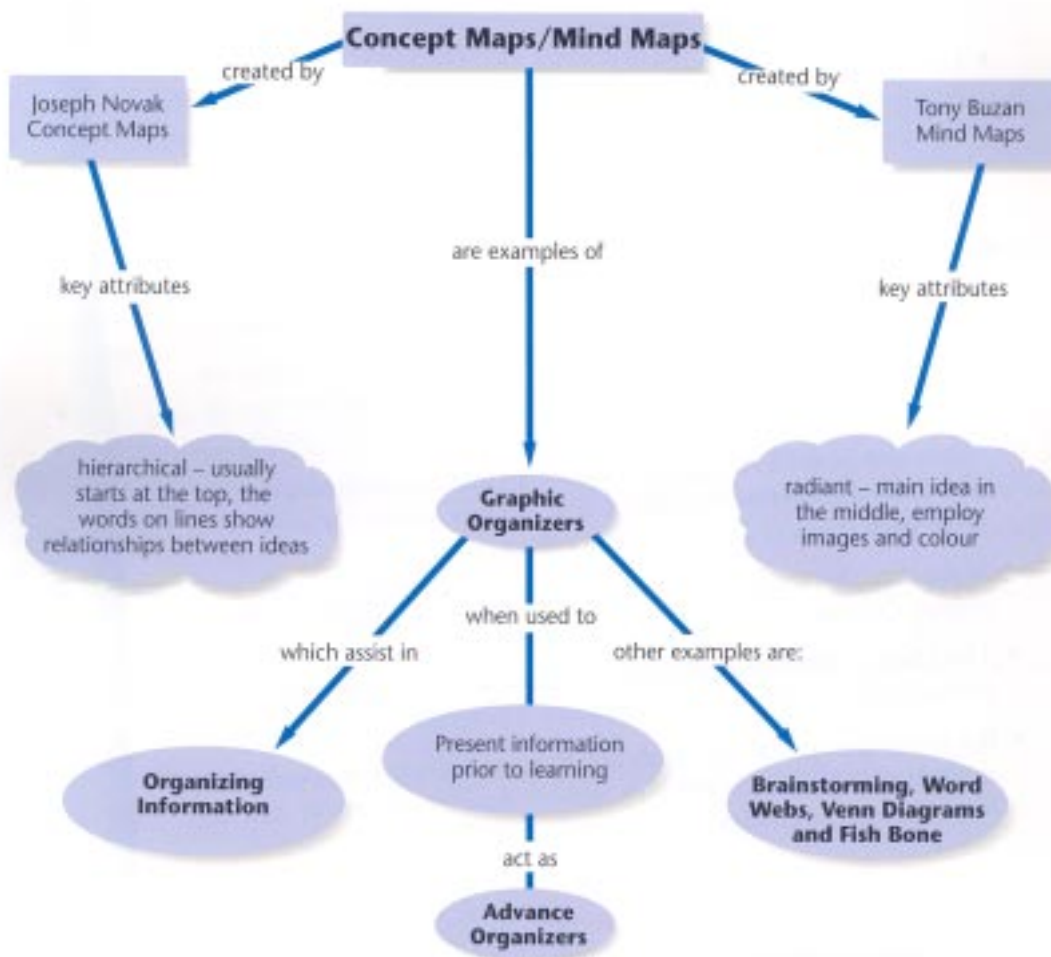 Concept Maps/Mind Maps
created by
created by
Joseph Novak
Concept Maps
Tony Buzan
Mind Maps
are examples of
key attributes
key attributes
hierarchical – usually
starts at the top, the
words on lines show
relationships between ideas
Graphic
Organizers
radiant – main idea in
the middle, employ
images and colour
which assist in
when used to
other examples are:
Organizing
Information
Present information
prior to learning
Brainstorming, Word
Webs, Venn Diagrams
and Fish Bone
act as
Advance
Organizers